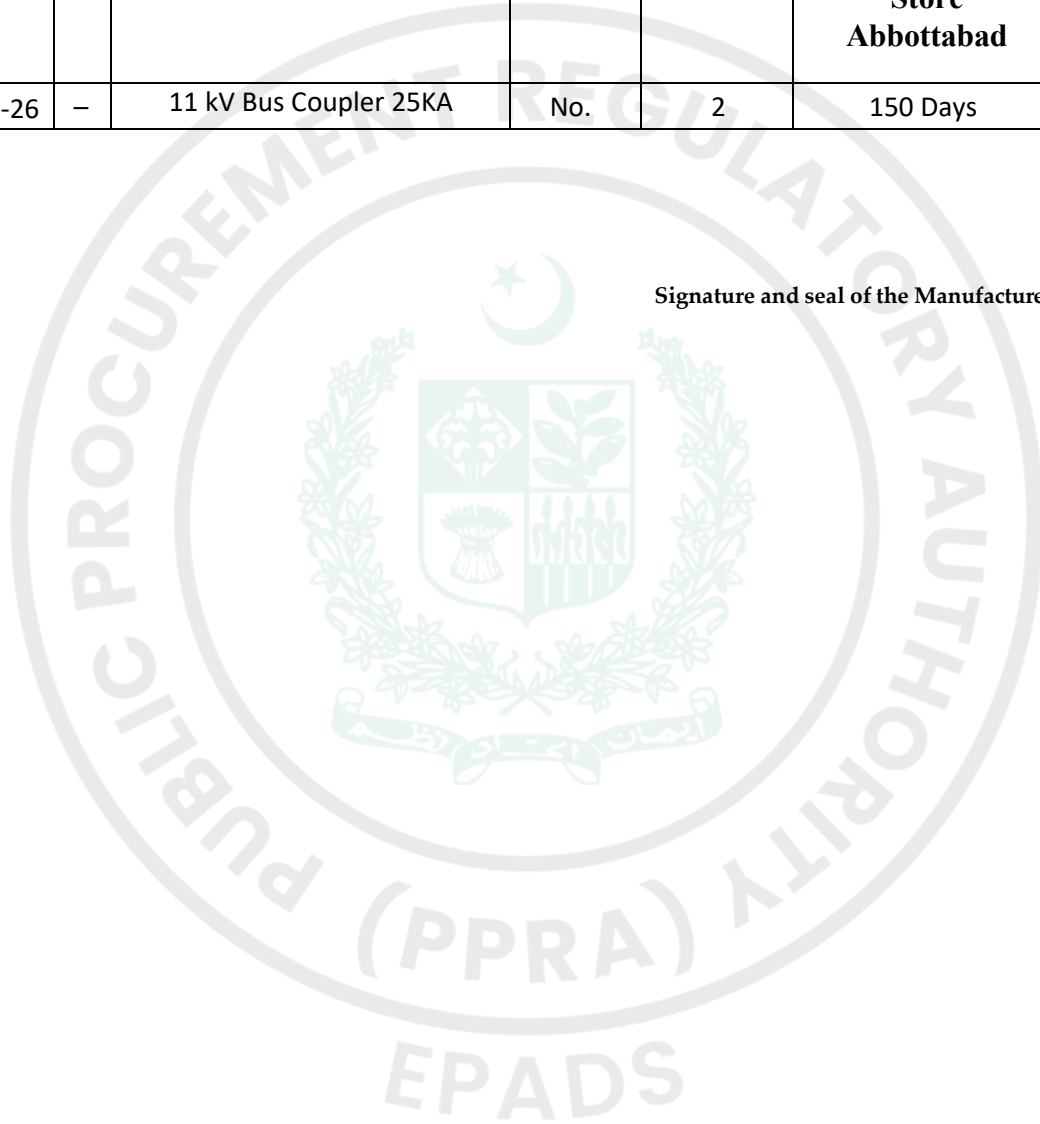 Store
Abbottabad
-26 – 11 kV Bus Coupler 25KA No. 2 150 Days
Signature and seal of the Manufacture
PUBLIC PROCUREMENT REGULATORY AUTHORITY
(PPRA)
EPADS